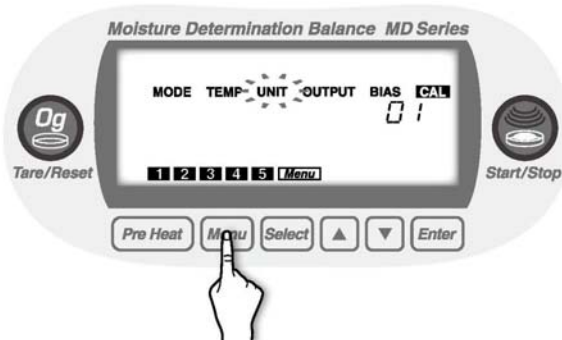 Moisture Determination Balance MD Series
MODE TEMP UNIT OUTPUT BIAS CAL
01
0g
Tare/Reset
Start/Stop
1 2 3 4 5 Menu
Pre Heat Menu Select ▲ ▼ Enter